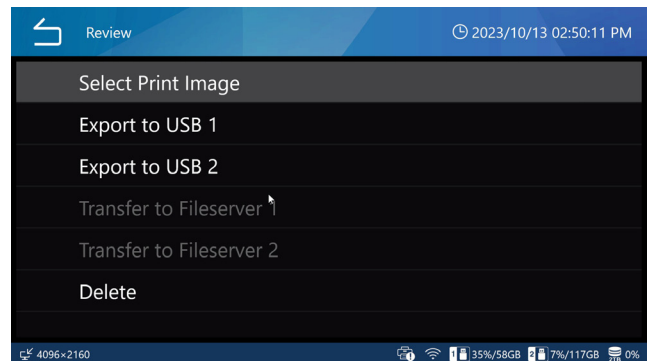 Review 2023/10/13 02:50:11 PM
Select Print Image
Export to USB 1
Export to USB 2
Transfer to Fileserver 1
Transfer to Fileserver 2
Delete
4096×2160 1 35%/58GB 2 7%/117GB 2TB 0%